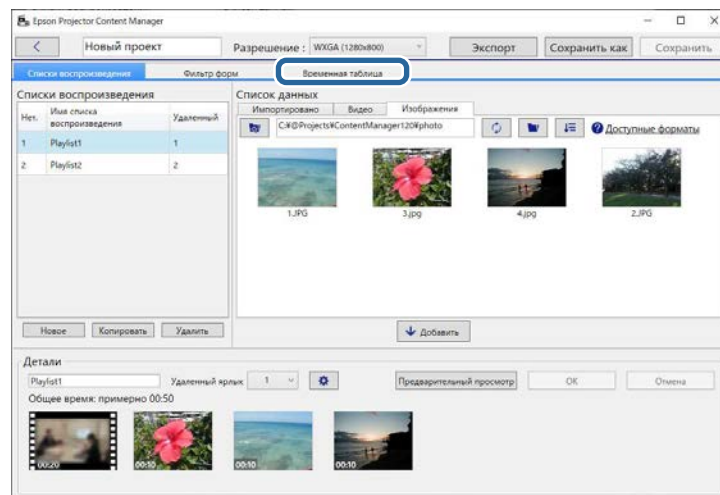 Epson Projector Content Manager
Новый проект Разрешение : WXGA (1280x800) Экспорт Сохранить как Сохранить
Списки воспроизведения Фильтр форм Временная таблица
Списки воспроизведения
Нет. Имя списка воспроизведения Удаленный
1 Playlist1 1
2 Playlist2 2
Новое Копировать Удалить
Список данных
Импортировано Видео Изображения
C:¥@Projects¥ContentManager120¥photo Доступные форматы
1.JPG 3.jpg 4.jpg 2.JPG
Добавить
Детали
Playlist1 Удаленный ярлык 1 Предварительный просмотр OK Отмена
Общее время: примерно 00:50
00:20 00:10 00:10 00:10